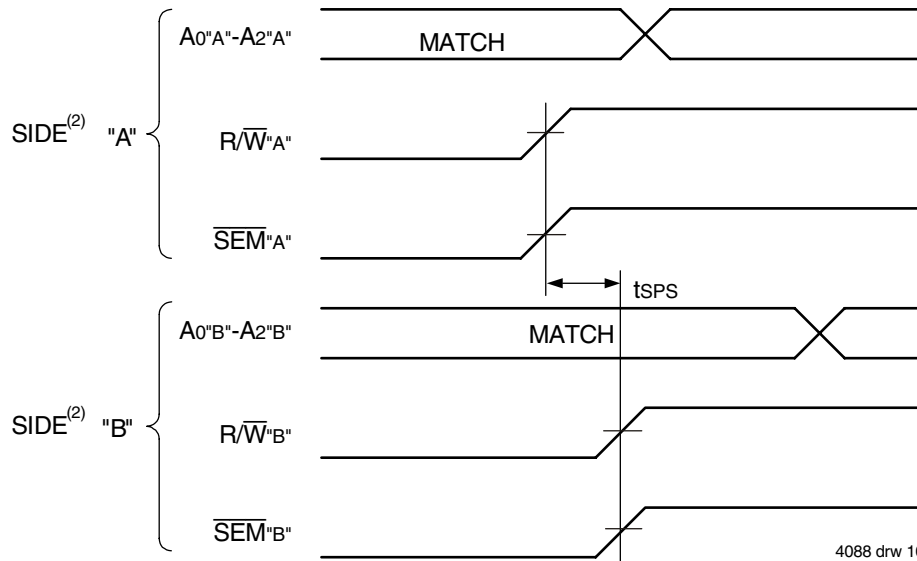 A0"A"-A2"A"
MATCH
SIDE(2) "A"
R/W"A"
SEM"A"
tSPS
A0"B"-A2"B"
MATCH
SIDE(2) "B"
R/W"B"
SEM"B"
4088 drw